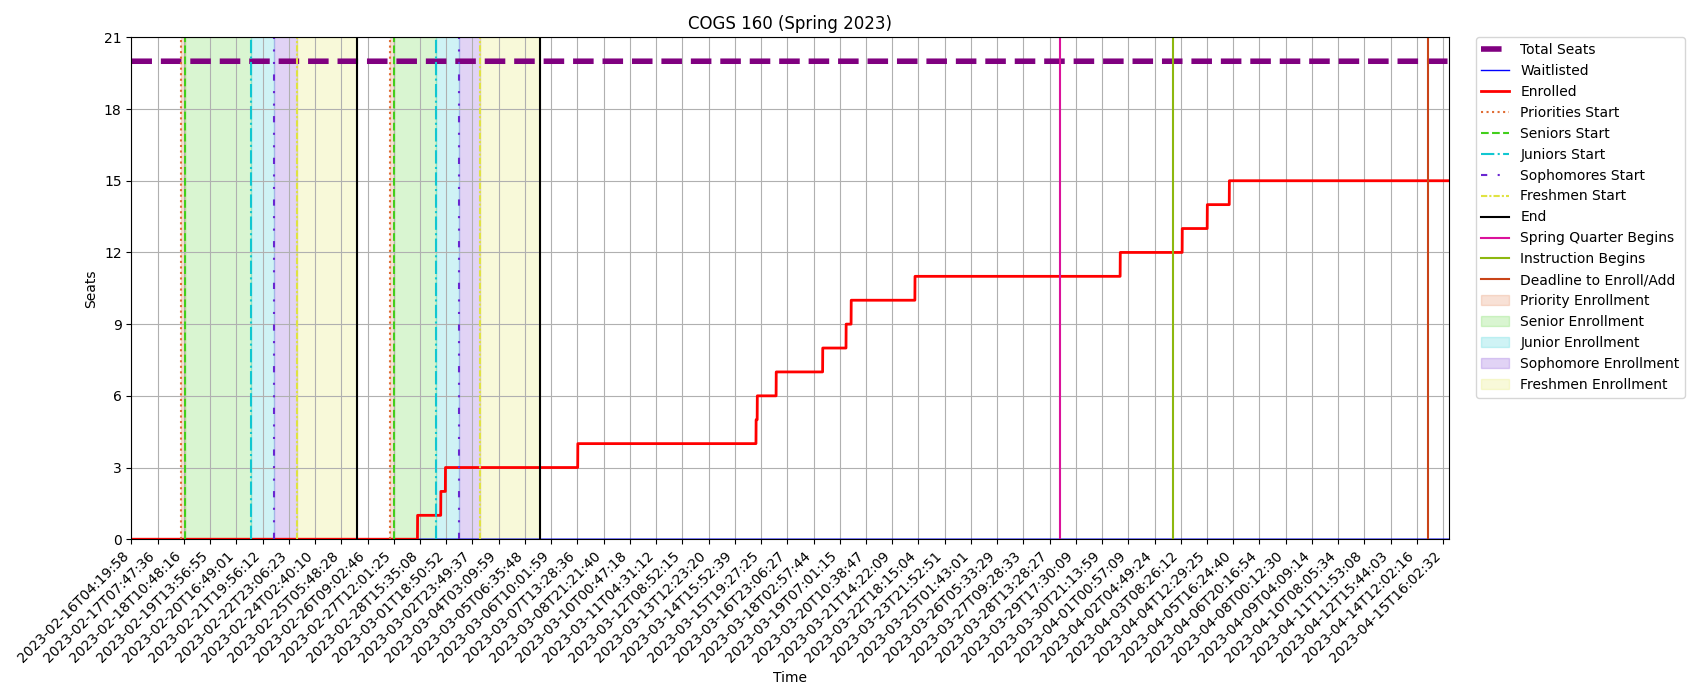 COGS 160 (Spring 2023)
21
18
15
12
9
6
3
0
Seats
2023-02-16T04:19:58
2023-02-17T07:47:36
2023-02-18T10:48:16
2023-02-19T13:56:55
2023-02-20T16:49:01
2023-02-21T19:56:12
2023-02-22T23:06:23
2023-02-24T02:40:10
2023-02-25T05:48:28
2023-02-26T09:02:46
2023-02-27T12:01:25
2023-02-28T15:35:08
2023-03-01T18:50:52
2023-03-02T23:49:37
2023-03-04T03:09:59
2023-03-05T06:35:48
2023-03-06T10:01:59
2023-03-07T13:28:36
2023-03-08T21:21:40
2023-03-10T00:47:18
2023-03-11T04:31:12
2023-03-12T08:52:15
2023-03-13T12:23:20
2023-03-14T15:52:39
2023-03-15T19:27:25
2023-03-16T23:06:27
2023-03-18T02:57:44
2023-03-19T07:01:15
2023-03-20T10:38:47
2023-03-21T14:22:09
2023-03-22T18:15:04
2023-03-23T21:52:51
2023-03-25T01:43:01
2023-03-26T05:33:29
2023-03-27T09:28:33
2023-03-28T13:28:27
2023-03-29T17:30:09
2023-03-30T21:13:59
2023-04-01T00:57:09
2023-04-02T04:49:24
2023-04-03T08:26:12
2023-04-04T12:29:25
2023-04-05T16:24:40
2023-04-06T20:16:54
2023-04-08T00:12:30
2023-04-09T04:09:14
2023-04-10T08:05:34
2023-04-11T11:53:08
2023-04-12T15:44:03
2023-04-14T12:02:16
2023-04-15T16:02:32
Time
Total Seats
Waitlisted
Enrolled
Priorities Start
Seniors Start
Juniors Start
Sophomores Start
Freshmen Start
End
Spring Quarter Begins
Instruction Begins
Deadline to Enroll/Add
Priority Enrollment
Senior Enrollment
Junior Enrollment
Sophomore Enrollment
Freshmen Enrollment